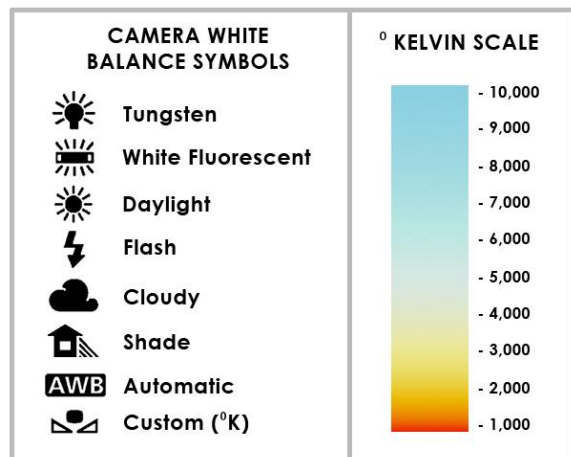 CAMERA WHITE
BALANCE SYMBOLS
Tungsten
White Fluorescent
Daylight
Flash
Cloudy
Shade
AWB Automatic
Custom (⁰K)
⁰ KELVIN SCALE
- 10,000
- 9,000
- 8,000
- 7,000
- 6,000
- 5,000
- 4,000
- 3,000
- 2,000
- 1,000